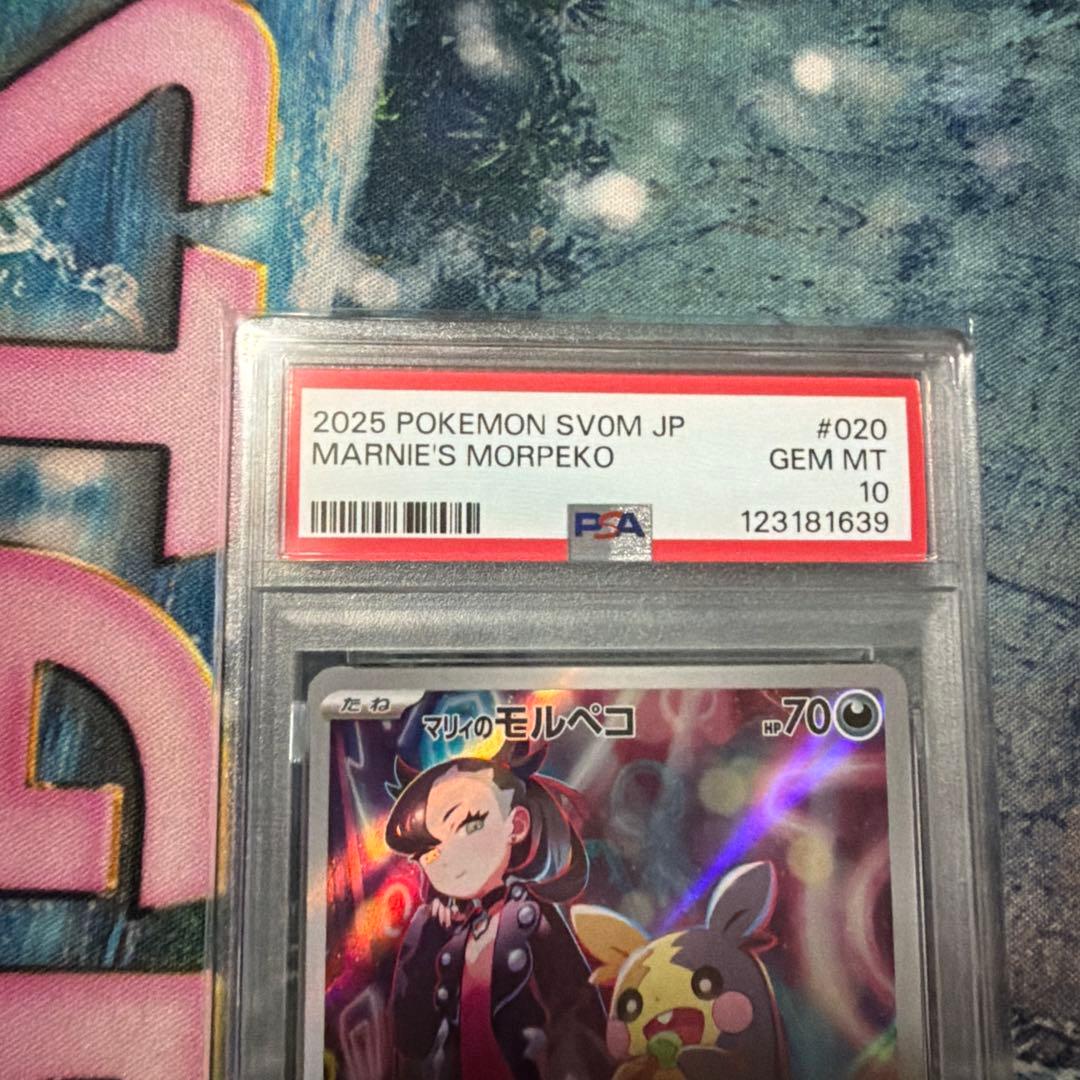 2025 POKEMON SV0M JP #020
MARNIE'S MORPEKO GEM MT
10
PSA 123181639
たね マリィのモルペコ HP70